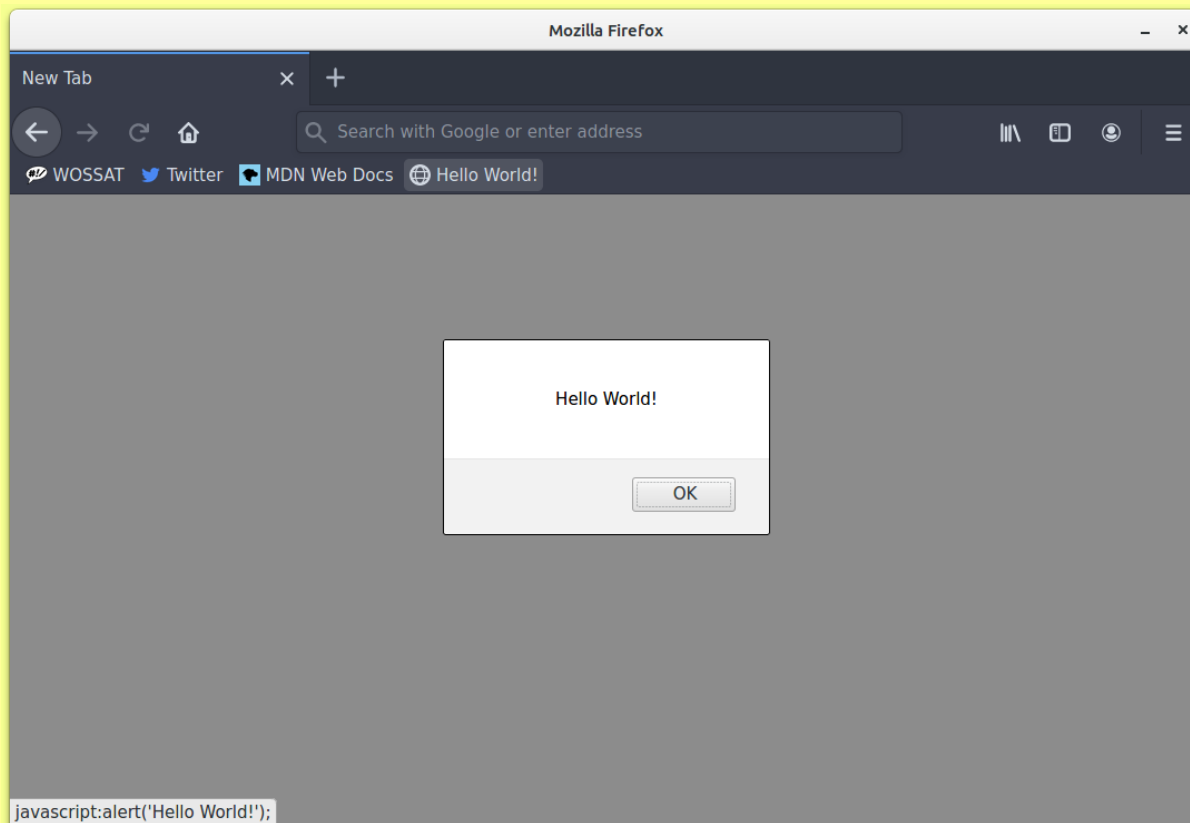 Mozilla Firefox
New Tab
Search with Google or enter address
WOSSAT Twitter MDN Web Docs Hello World!
Hello World!
OK
javascript:alert('Hello World!');